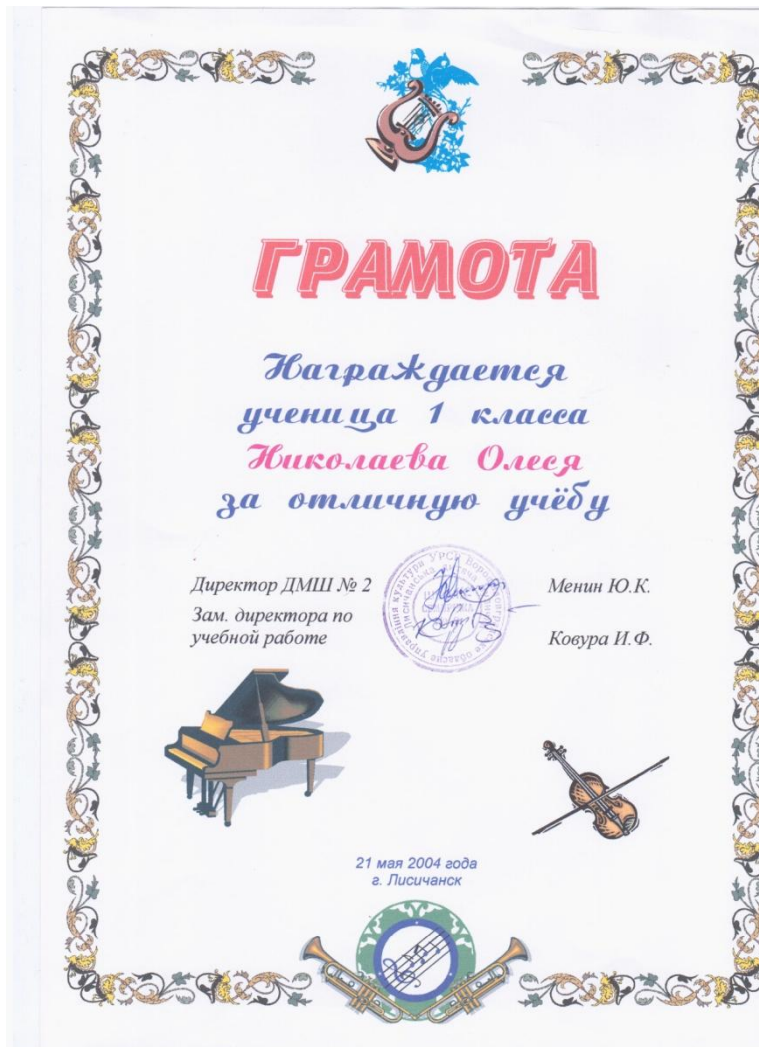 ГРАМОТА
Награждается
ученица 1 класса
Николаева Олеся
за отличную учёбу
Директор ДМШ № 2
Менин Ю.К.
Зам. директора по
учебной работе
Ковура И.Ф.
21 мая 2004 года
г. Лисичанск